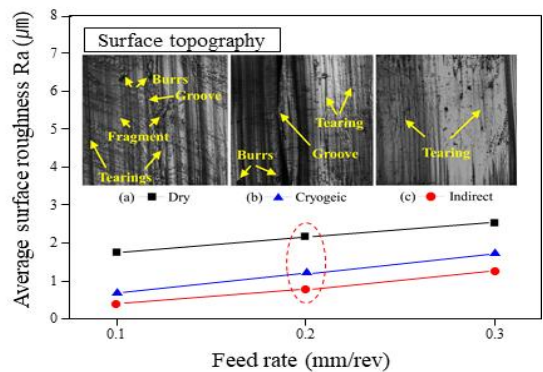 Surface topography
Burrs
Groove
Fragment
Tearings
Tearing
Burrs
Groove
Tearing
(a) Dry
(b) Cryogeic
(c) Indirect
Average surface roughness Ra (㎛)
8
7
6
5
4
3
2
1
0
0.1
0.2
0.3
Feed rate (mm/rev)